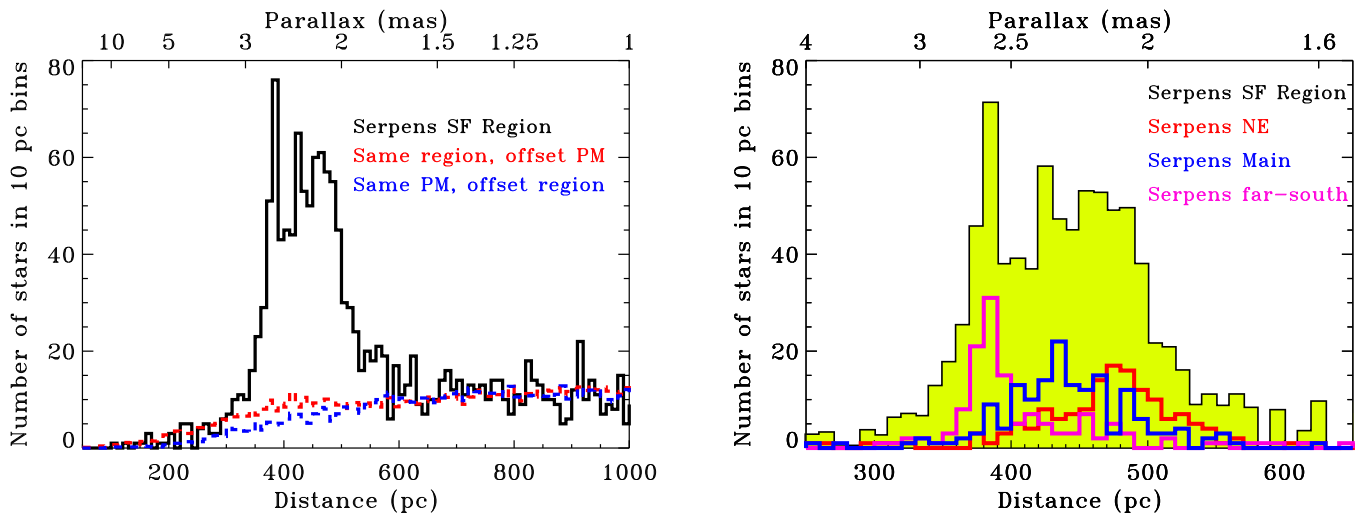 Parallax (mas)
10 5 3 2 1.5 1.25 1
80
60
40
20
0
Number of stars in 10 pc bins
Serpens SF Region
Same region, offset PM
Same PM, offset region
200 400 600 800 1000
Distance (pc)
Parallax (mas)
4 3 2.5 2 1.6
80
60
40
20
0
Number of stars in 10 pc bins
Serpens SF Region
Serpens NE
Serpens Main
Serpens far-south
300 400 500 600
Distance (pc)